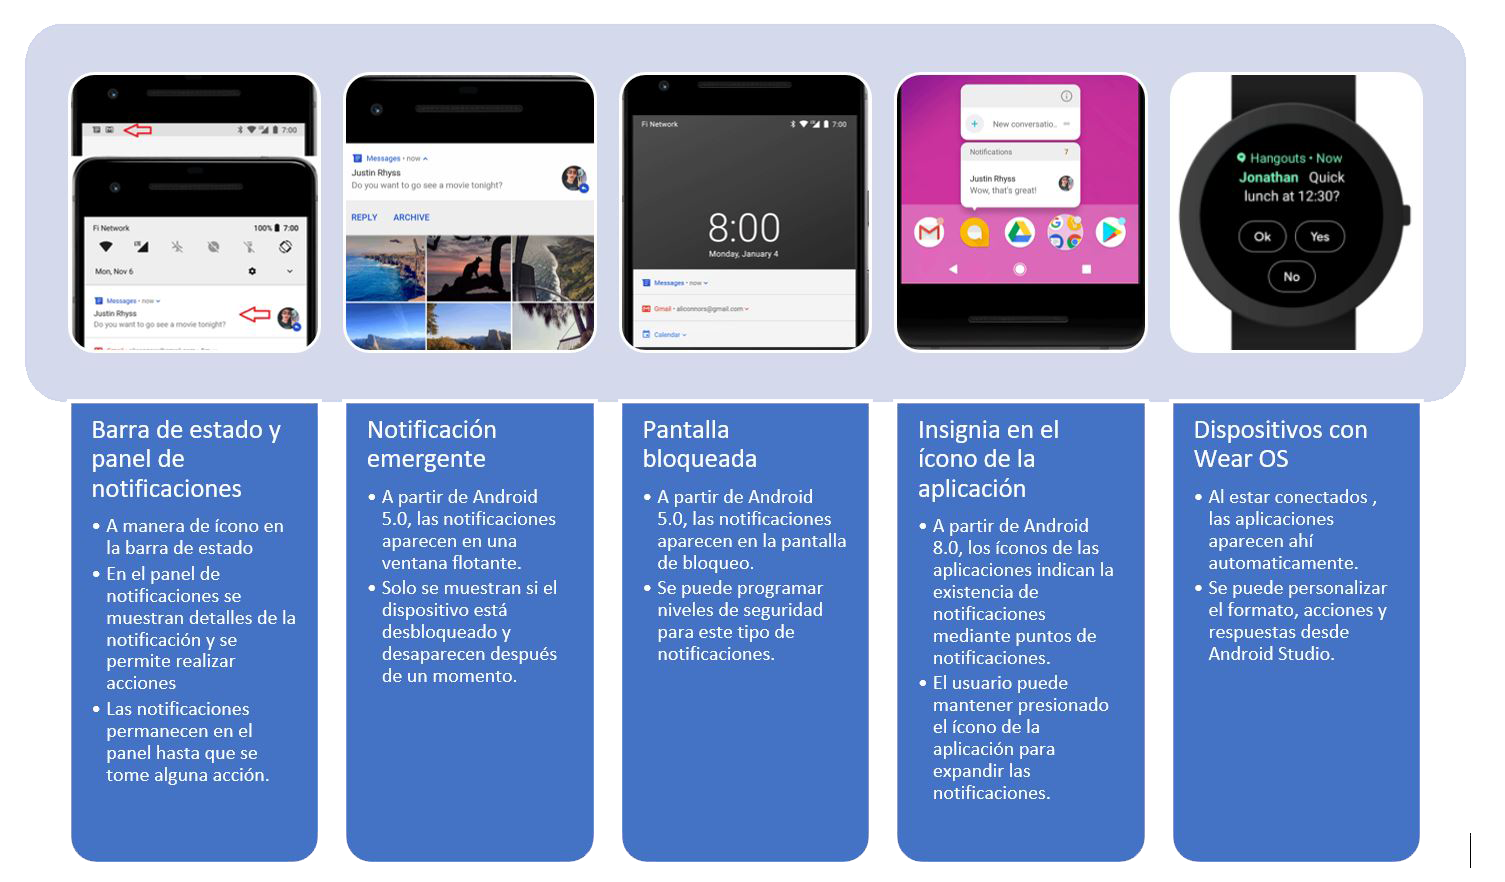 7:00
Fi Network
100% 7:00
Mon, Nov 6
Messages • now
Justin Rhyss
Do you want to go see a movie tonight?
Messages • now
Justin Rhyss
Do you want to go see a movie tonight?
REPLY ARCHIVE
Fi Network 7:00
8:00
Monday, January 4
Messages • now
Gmail • aliconnors@gmail.com
Calendar
New conversatio..
Notifications 7
Justin Rhyss
Wow, that's great!
Hangouts • Now
Jonathan Quick
lunch at 12:30?
Ok Yes
No
Barra de estado y
panel de
notificaciones
• A manera de ícono en
la barra de estado
• En el panel de
notificaciones se
muestran detalles de la
notificación y se
permite realizar
acciones
• Las notificaciones
permanecen en el
panel hasta que se
tome alguna acción.
Notificación
emergente
• A partir de Android
5.0, las notificaciones
aparecen en una
ventana flotante.
• Solo se muestran si el
dispositivo está
desbloqueado y
desaparecen después
de un momento.
Pantalla
bloqueada
• A partir de Android
5.0, las notificaciones
aparecen en la pantalla
de bloqueo.
• Se puede programar
niveles de seguridad
para este tipo de
notificaciones.
Insignia en el
ícono de la
aplicación
• A partir de Android
8.0, los íconos de las
aplicaciones indican la
existencia de
notificaciones
mediante puntos de
notificaciones.
• El usuario puede
mantener presionado
el ícono de la
aplicación para
expandir las
notificaciones.
Dispositivos con
Wear OS
• Al estar conectados ,
las aplicaciones
aparecen ahí
automaticamente.
• Se puede personalizar
el formato, acciones y
respuestas desde
Android Studio.